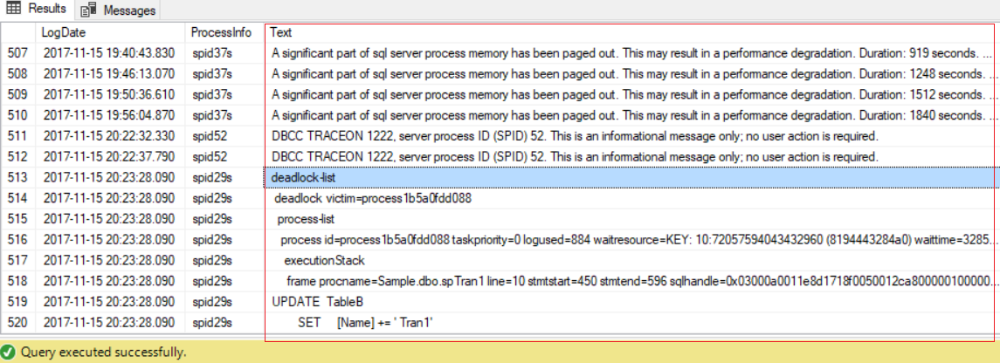 Results Messages
LogDate ProcessInfo Text
507 2017-11-15 19:40:43.830 spid37s A significant part of sql server process memory has been paged out. This may result in a performance degradation. Duration: 919 seconds. ...
508 2017-11-15 19:46:13.070 spid37s A significant part of sql server process memory has been paged out. This may result in a performance degradation. Duration: 1248 seconds. ...
509 2017-11-15 19:50:36.610 spid37s A significant part of sql server process memory has been paged out. This may result in a performance degradation. Duration: 1512 seconds. ...
510 2017-11-15 19:56:04.870 spid37s A significant part of sql server process memory has been paged out. This may result in a performance degradation. Duration: 1840 seconds. ...
511 2017-11-15 20:22:32.330 spid52 DBCC TRACEON 1222, server process ID (SPID) 52. This is an informational message only; no user action is required.
512 2017-11-15 20:22:37.790 spid52 DBCC TRACEON 1222, server process ID (SPID) 52. This is an informational message only; no user action is required.
513 2017-11-15 20:23:28.090 spid29s deadlock-list
514 2017-11-15 20:23:28.090 spid29s deadlock victim=process1b5a0fdd088
515 2017-11-15 20:23:28.090 spid29s process-list
516 2017-11-15 20:23:28.090 spid29s process id=process1b5a0fdd088 taskpriority=0 logused=884 waitresource=KEY: 10:72057594043432960 (8194443284a0) waittime=3285...
517 2017-11-15 20:23:28.090 spid29s executionStack
518 2017-11-15 20:23:28.090 spid29s frame procname=Sample.dbo.spTran1 line=10 stmtstart=450 stmtend=596 sqlhandle=0x03000a0011e8d1718f0050012ca800000100000...
519 2017-11-15 20:23:28.090 spid29s UPDATE TableB
520 2017-11-15 20:23:28.090 spid29s SET [Name] += ' Tran1'
Query executed successfully.